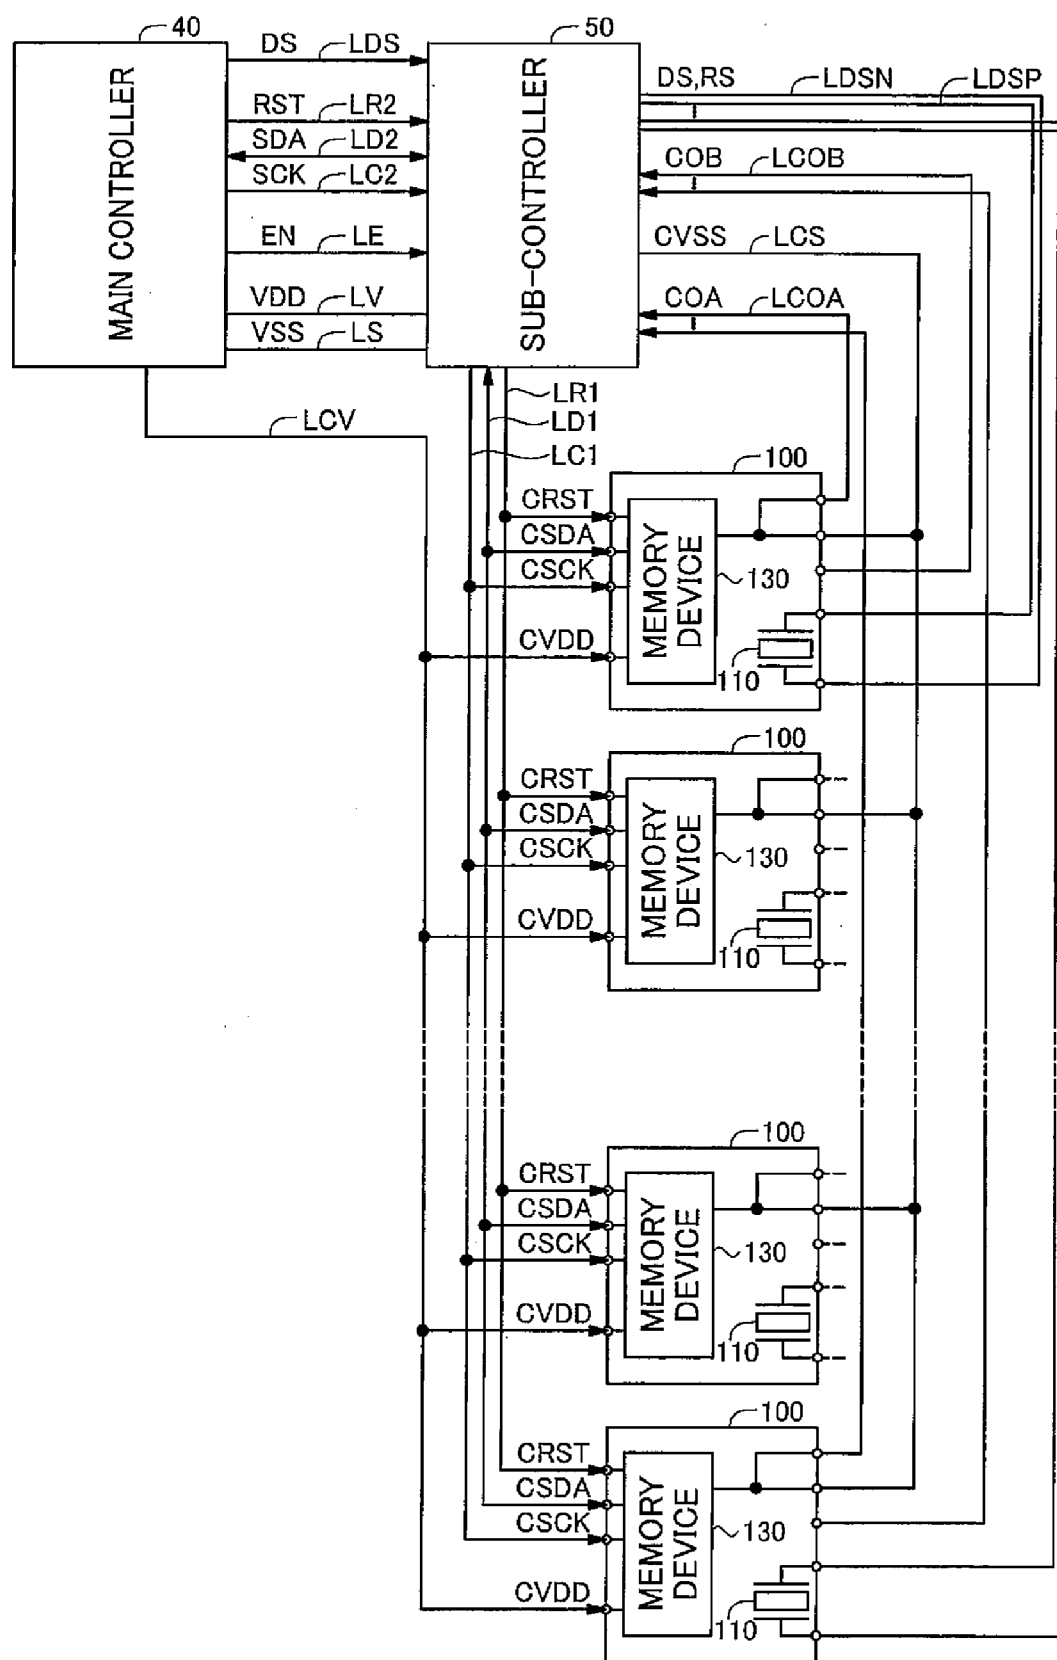 40
50
MAIN CONTROLLER
SUB-CONTROLLER
DS LDS
RST LR2
SDA LD2
SCK LC2
EN LE
VDD LV
VSS LS
LCV
DS,RS LDSN LDSP
COB LCOB
CVSS LCS
COA LCOA
LR1
LD1
LC1
100
CRST
CSDA
CSCK
CVDD
MEMORY
DEVICE
130
110
100
CRST
CSDA
CSCK
CVDD
MEMORY
DEVICE
130
110
100
CRST
CSDA
CSCK
CVDD
MEMORY
DEVICE
130
110
100
CRST
CSDA
CSCK
CVDD
MEMORY
DEVICE
130
110